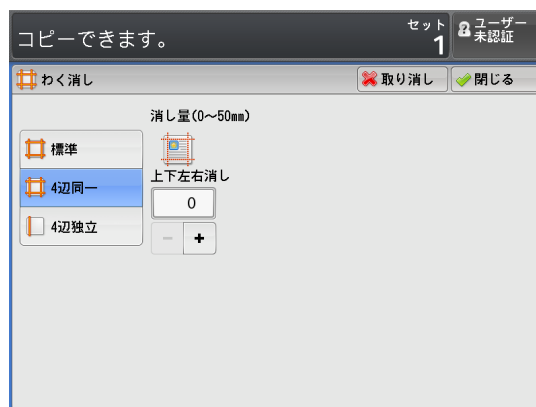 コピーできます。
セット
1
ユーザー
未認証
わく消し
取り消し
閉じる
消し量(0～50mm)
標準
4辺同一
4辺独立
上下左右消し
0
− +